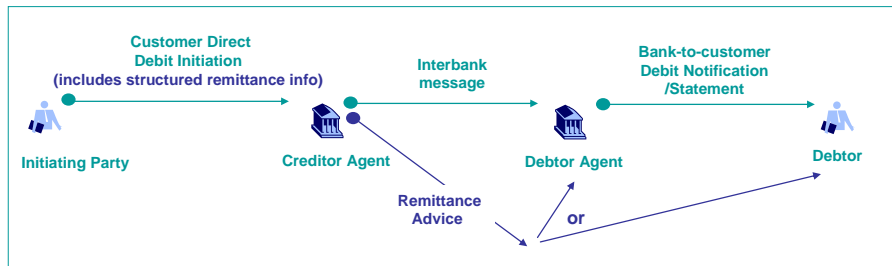 Customer Direct
Debit Initiation
(includes structured remittance info)
Interbank
message
Bank-to-customer
Debit Notification
/Statement
Initiating Party
Creditor Agent
Debtor Agent
Debtor
Remittance
Advice
or